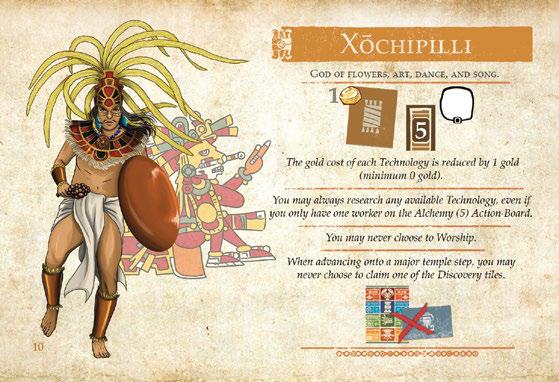 XŌCHIPILLI
GOD OF FLOWERS, ART, DANCE, AND SONG.
1
5
The gold cost of each Technology is reduced by 1 gold
(minimum 0 gold).
You may always research any available Technology, even if
you only have one worker on the Alchemy (5) Action Board.
You may never choose to Worship.
When advancing onto a major temple step, you may
never choose to claim one of the Discovery tiles.
10